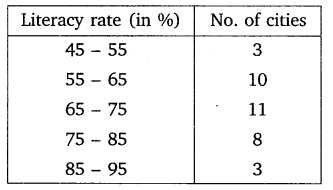 Literacy rate (in %) No. of cities
45 – 55 3
55 – 65 10
65 – 75 11
75 – 85 8
85 – 95 3